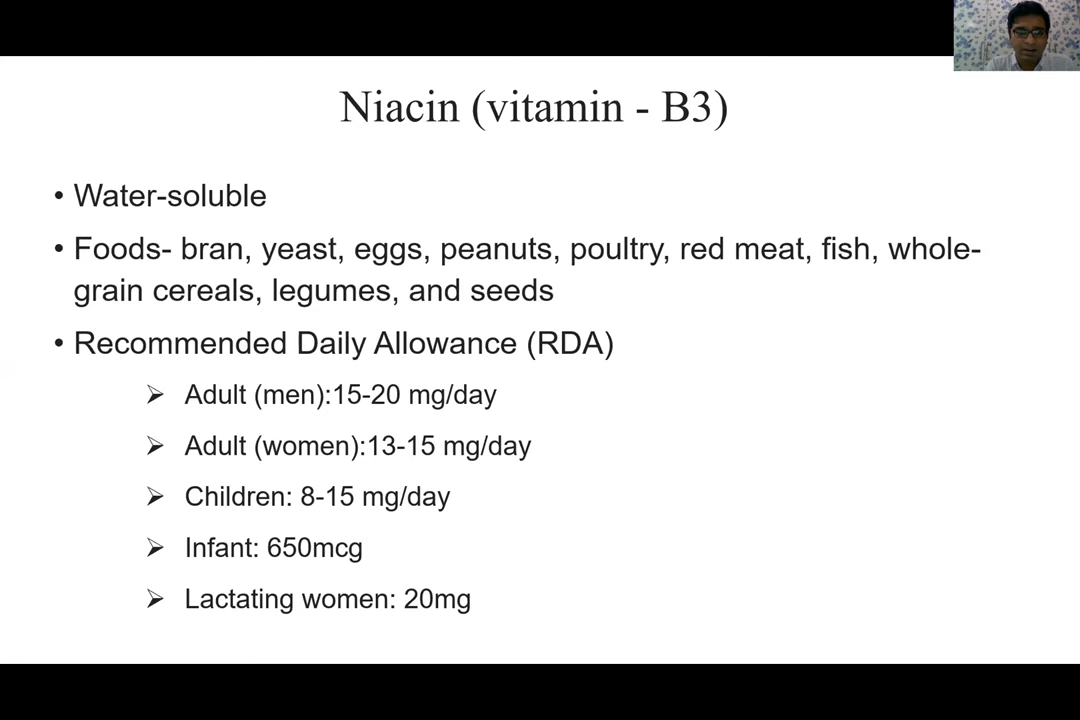 Niacin (vitamin - B3)
• Water-soluble
• Foods- bran, yeast, eggs, peanuts, poultry, red meat, fish, whole-
grain cereals, legumes, and seeds
• Recommended Daily Allowance (RDA)
➢ Adult (men):15-20 mg/day
➢ Adult (women):13-15 mg/day
➢ Children: 8-15 mg/day
➢ Infant: 650mcg
➢ Lactating women: 20mg